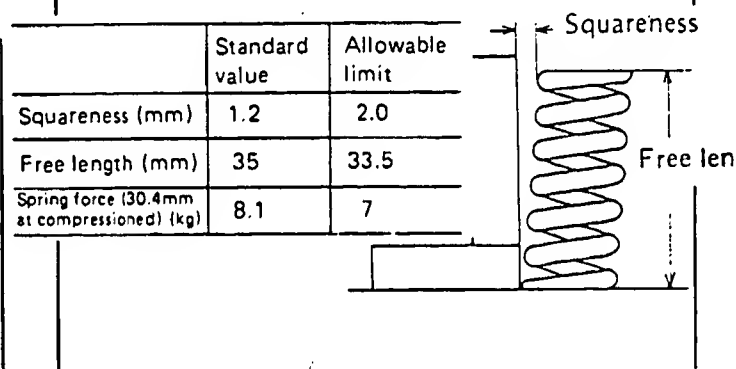 Squareness
Standard value
Allowable limit
Squareness (mm) 1.2 2.0
Free length (mm) 35 33.5
Spring force (30.4mm
at compressioned) (kg) 8.1 7
Free len